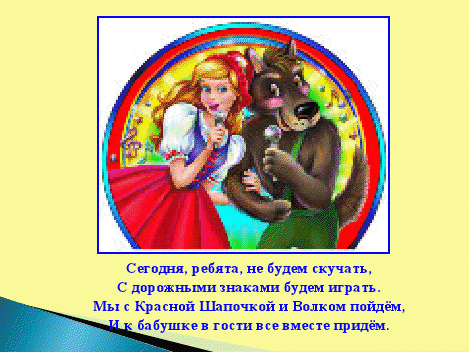 Сегодня, ребята, не будем скучать,
С дорожными знаками будем играть.
Мы с Красной Шапочкой и Волком пойдём,
И к бабушке в гости все вместе придём.